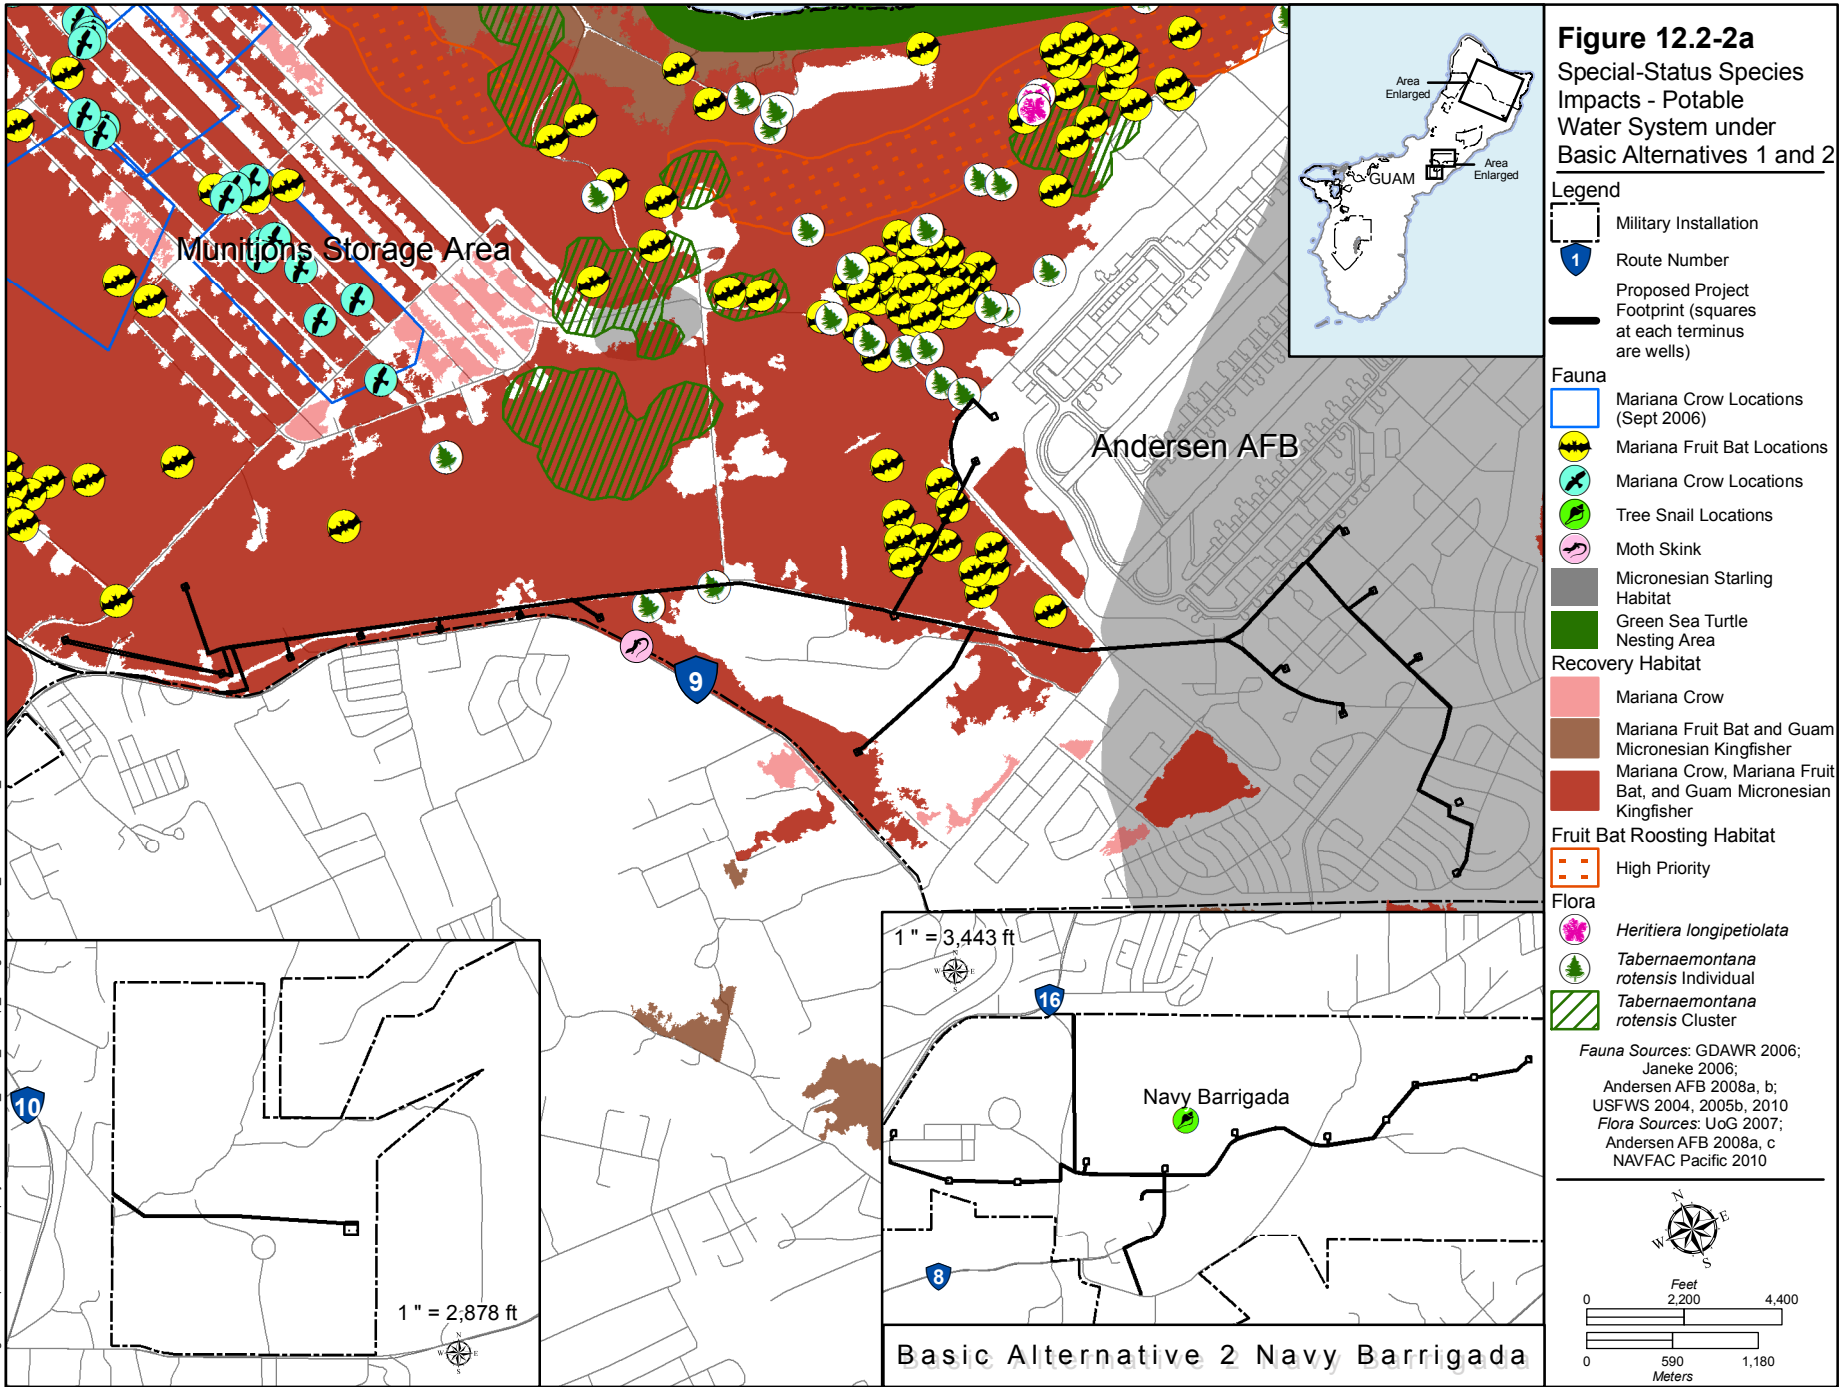 Figure 12.2-2a
Special-Status Species
Impacts - Potable
Water System under
Basic Alternatives 1 and 2
Legend
Military Installation
1
Route Number
Proposed Project
Footprint (squares
at each terminus
are wells)
Fauna
Mariana Crow Locations
(Sept 2006)
Mariana Fruit Bat Locations
Mariana Crow Locations
Tree Snail Locations
Moth Skink
Micronesian Starling
Habitat
Green Sea Turtle
Nesting Area
Recovery Habitat
Mariana Crow
Mariana Fruit Bat and Guam
Micronesian Kingfisher
Mariana Crow, Mariana Fruit
Bat, and Guam Micronesian
Kingfisher
Fruit Bat Roosting Habitat
High Priority
Flora
Heritiera longipetiolata
Tabernaemontana
rotensis Individual
Tabernaemontana
rotensis Cluster
Fauna Sources: GDAWR 2006;
Janeke 2006;
Andersen AFB 2008a, b;
USFWS 2004, 2005b, 2010
Flora Sources: UoG 2007;
Andersen AFB 2008a, c
NAVFAC Pacific 2010
N
W E
S
Feet
0 2,200 4,400
0 590 1,180
Meters
Area
Enlarged
GUAM
Area
Enlarged
Munitions Storage Area
Andersen AFB
9
10
1 " = 2,878 ft
N
W E
S
1 " = 3,443 ft
N
W E
S
16
Navy Barrigada
8
Basic Alternative 2 Navy Barrigada